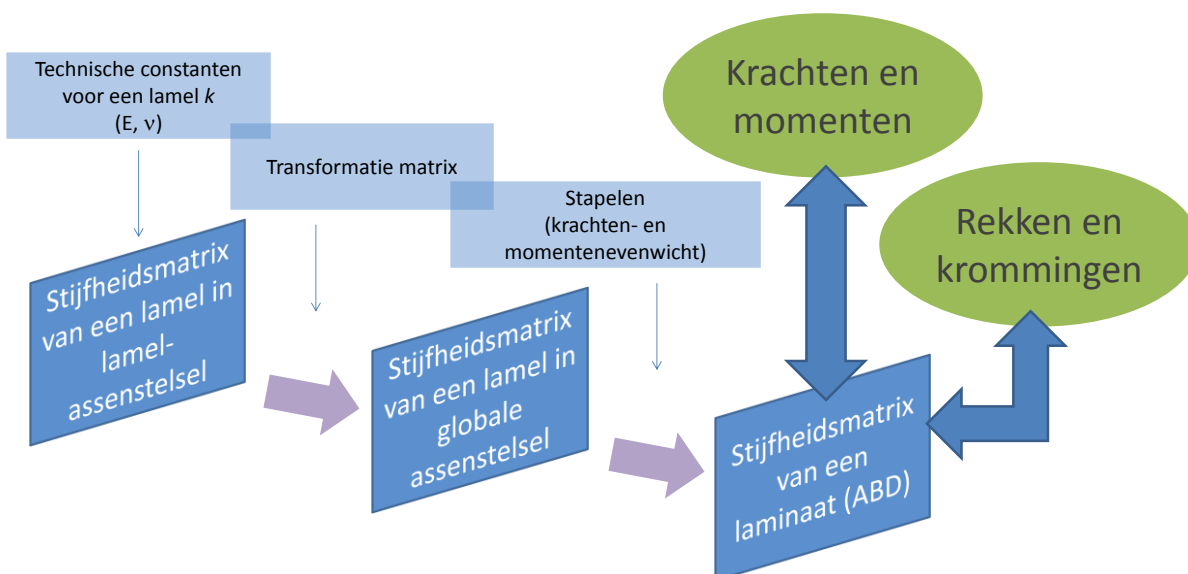 Technische constanten
voor een lamel k
(E, ν)
Transformatie matrix
Stapelen
(krachten- en
momentenevenwicht)
Krachten en
momenten
Rekken en
krommingen
Stijfheidsmatrix
van een lamel in
lamel-
assenstelsel
Stijfheidsmatrix
van een lamel in
globale
assenstelsel
Stijfheidsmatrix
van een
laminaat (ABD)